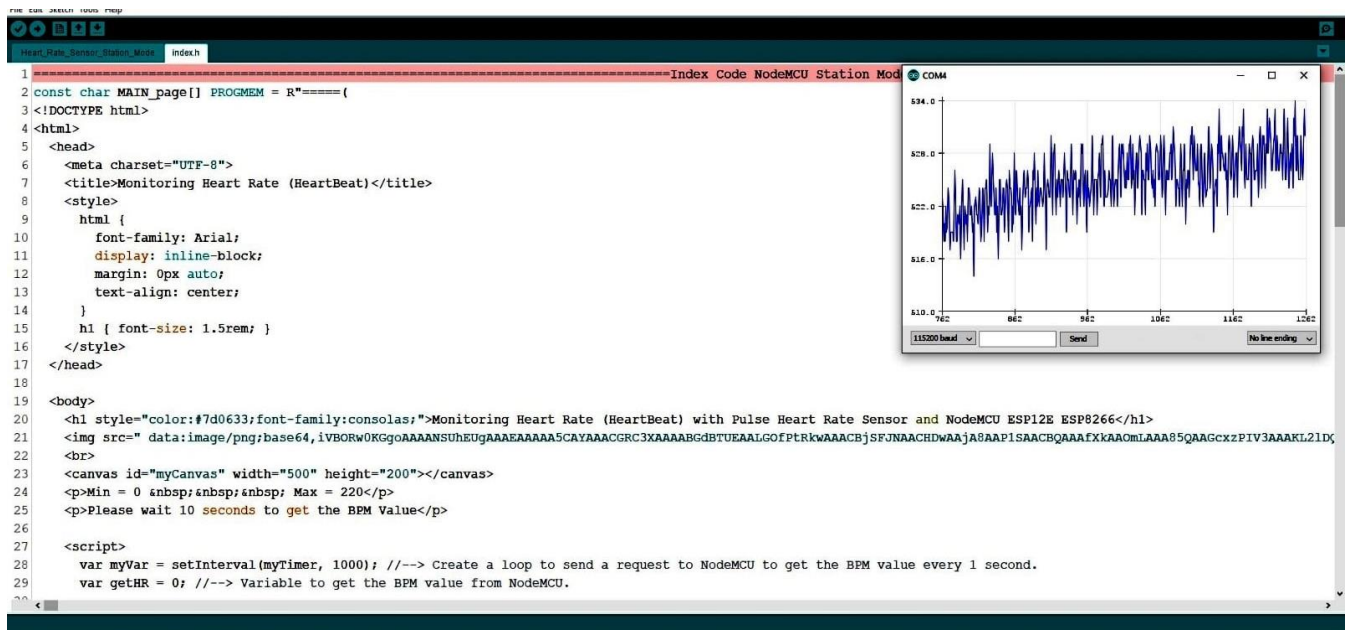 File Edit Sketch Tools Help
Heart_Rate_Sensor_Station_Mode index.h
1 ===================================================================================Index Code NodeMCU Station Mod
2 const char MAIN_page[] PROGMEM = R"=====(
3 <!DOCTYPE html>
4 <html>
5 <head>
6 <meta charset="UTF-8">
7 <title>Monitoring Heart Rate (HeartBeat)</title>
8 <style>
9 html {
10 font-family: Arial;
11 display: inline-block;
12 margin: 0px auto;
13 text-align: center;
14 }
15 h1 { font-size: 1.5rem; }
16 </style>
17 </head>
18
19 <body>
20 <h1 style="color:#7d0633;font-family:consolas;">Monitoring Heart Rate (HeartBeat) with Pulse Heart Rate Sensor and NodeMCU ESP12E ESP8266</h1>
21 <img src=" data:image/png;base64,
22 <br>
23 <canvas id="myCanvas" width="500" height="200"></canvas>
24 <p>Min = 0 &nbsp;&nbsp;&nbsp; Max = 220</p>
25 <p>Please wait 10 seconds to get the BPM Value</p>
26
27 <script>
28 var myVar = setInterval(myTimer, 1000); //--> Create a loop to send a request to NodeMCU to get the BPM value every 1 second.
29 var getHR = 0; //--> Variable to get the BPM value from NodeMCU.
COM4
534.0
528.0
522.0
516.0
510.0
762 862 962 1062 1162 1262
115200 baud Send No line ending